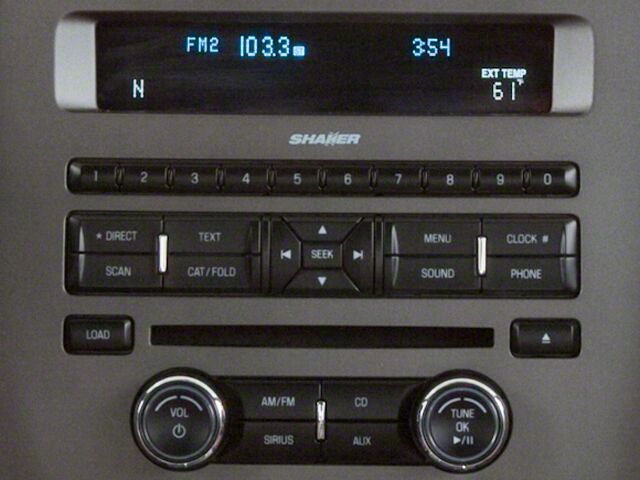 FM2 103.3 3:54
EXT TEMP
N 61°F
SHAKER
1 2 3 4 5 6 7 8 9 0
* DIRECT TEXT MENU CLOCK #
SEEK
SCAN CAT/FOLD SOUND PHONE
LOAD
AM/FM CD
VOL TUNE
OK
SIRIUS AUX